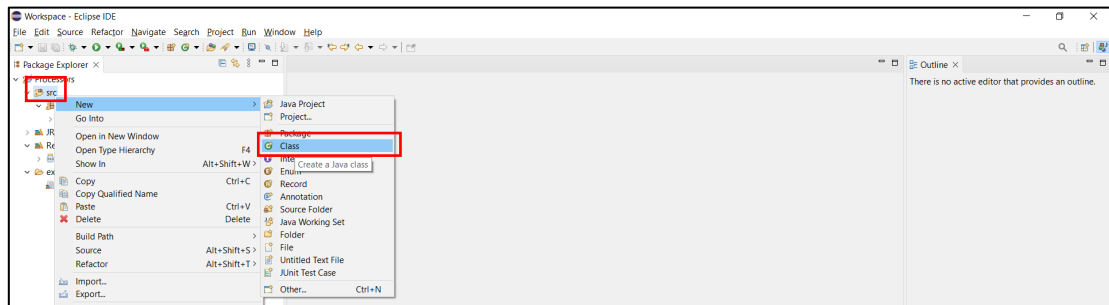 Workspace - Eclipse IDE
File Edit Source Refactor Navigate Search Project Run Window Help
Package Explorer
Outline
Processors
There is no active editor that provides an outline.
src
New
Java Project
Go Into
Project...
Package
JR
Open in New Window
Class
Re
Open Type Hierarchy F4
Inte
Create a Java class
Show In Alt+Shift+W
Enum
ex
Copy Ctrl+C
Record
Copy Qualified Name
Annotation
Paste Ctrl+V
Source Folder
Delete Delete
Java Working Set
Folder
Build Path
File
Source Alt+Shift+S
Untitled Text File
Refactor Alt+Shift+T
JUnit Test Case
Import...
Other... Ctrl+N
Export...